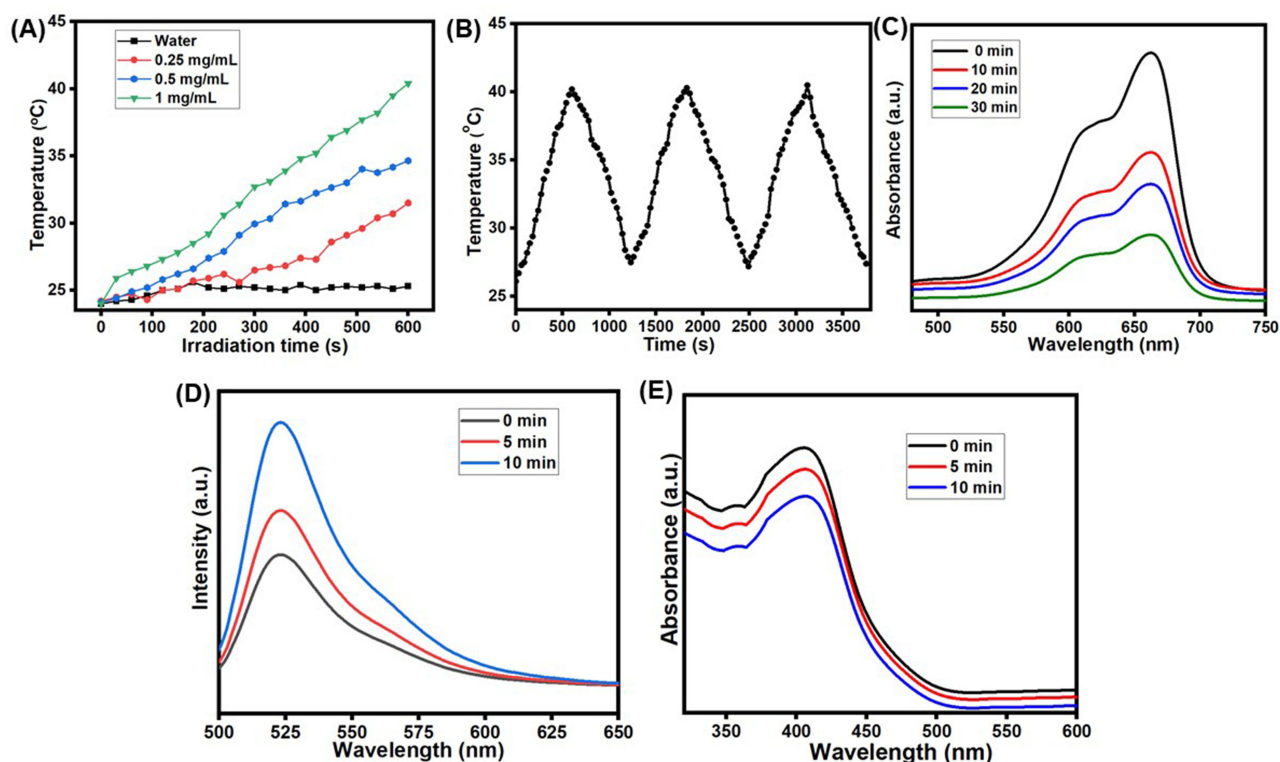 (A)
Temperature (°C)
45
40
35
30
25
Water
0.25 mg/mL
0.5 mg/mL
1 mg/mL
0 100 200 300 400 500 600
Irradiation time (s)
(B)
Temperature (°C)
45
40
35
30
25
0 500 1000 1500 2000 2500 3000 3500
Time (s)
(C)
Absorbance (a.u.)
0 min
10 min
20 min
30 min
500 550 600 650 700 750
Wavelength (nm)
(D)
Intensity (a.u.)
0 min
5 min
10 min
500 525 550 575 600 625 650
Wavelength (nm)
(E)
Absorbance (a.u.)
0 min
5 min
10 min
350 400 450 500 550 600
Wavelength (nm)